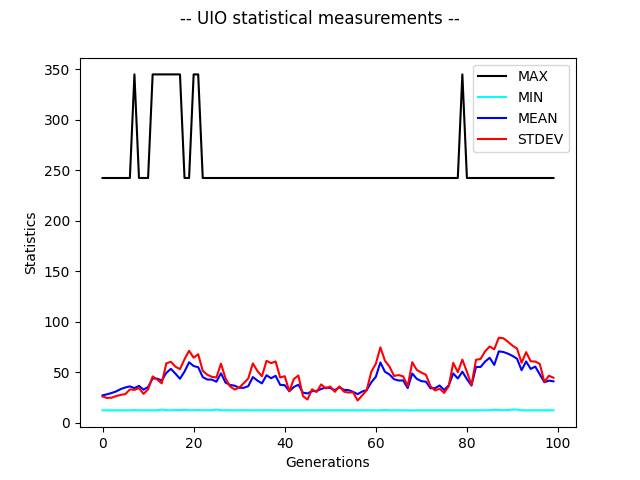 -- UIO statistical measurements --
350
300
250
200
150
100
50
0
Statistics
MAX
MIN
MEAN
STDEV
0 20 40 60 80 100
Generations